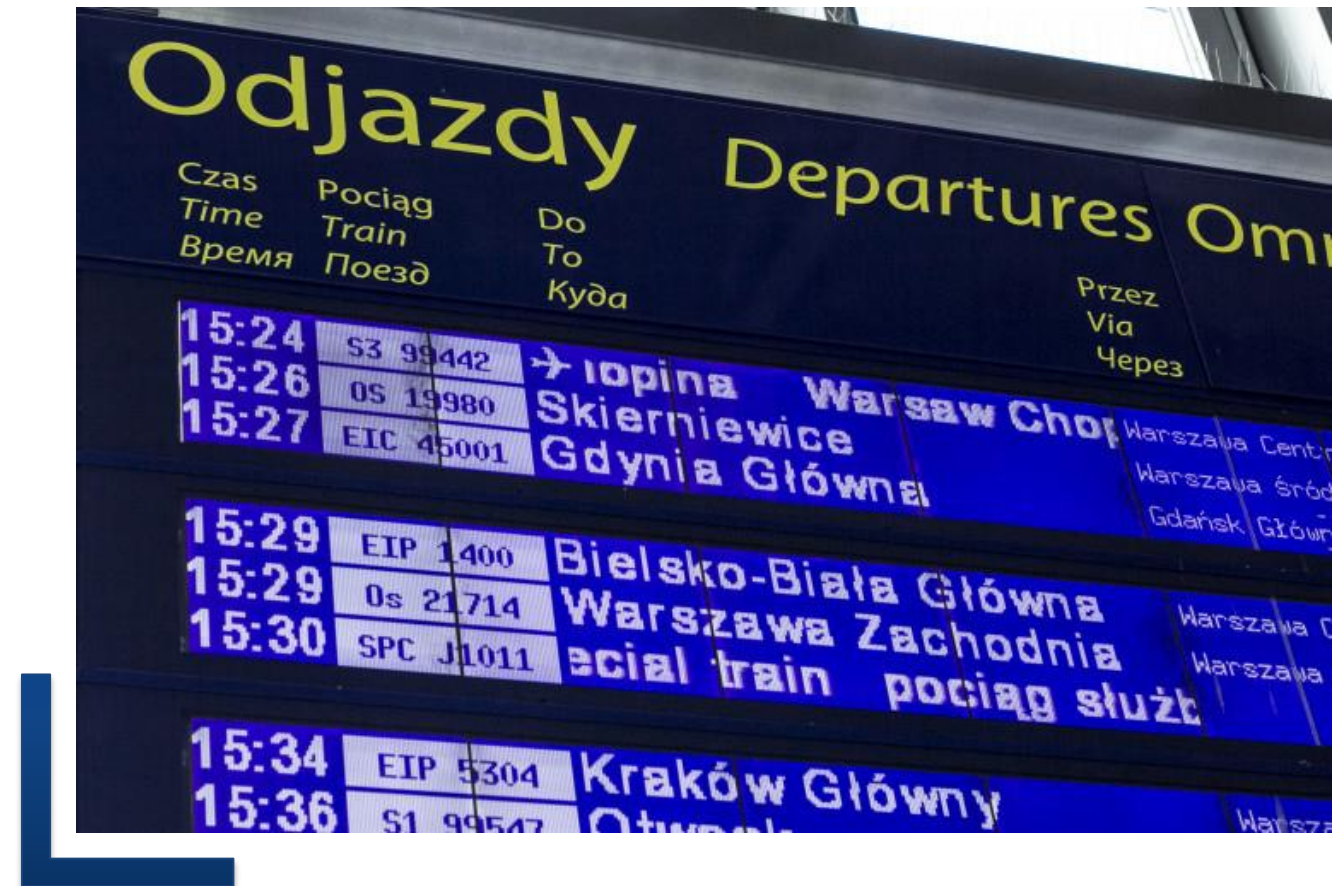 Odjazdy Departures
Czas Pociąg Do Przez
Time Train To Via
Время Поезд Куда Через
15:24 S3 99442 Warsaw Warszawa
15:26 OS 19980 Skierniewice Warszawa
15:27 EIC 45001 Gdynia Główna Gdańsk
15:29 EIP 1400 Bielsko-Biała Główna Warszawa
15:29 Os 21714 Warszawa Zachodnia Warszawa
15:30 SPC J1011 train pociąg
15:34 EIP 5304 Kraków Główny
15:36 S1 99547